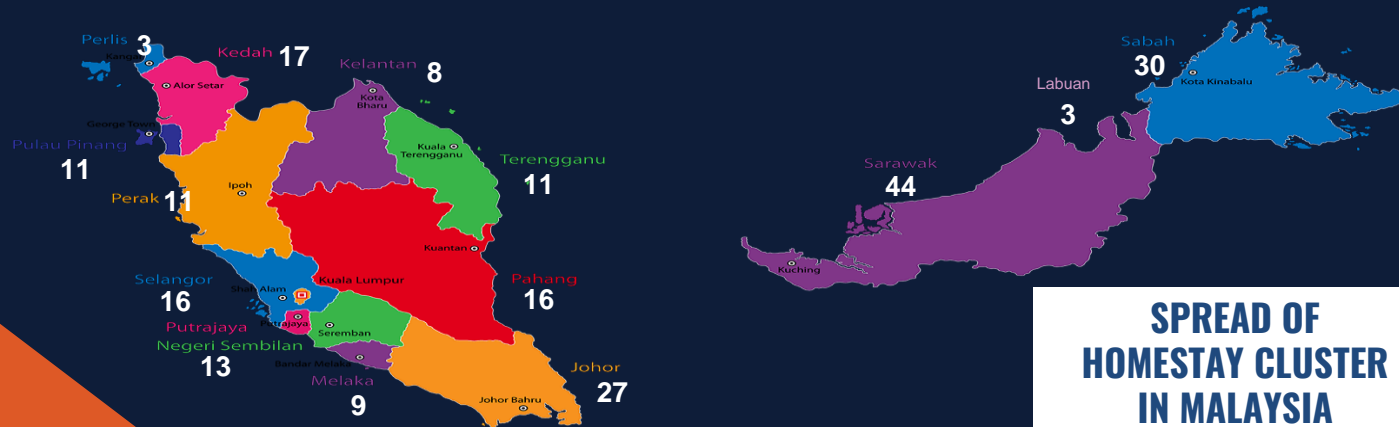 Perlis
3
Kangar
Kedah 17
Alor Setar
Kelantan
8
Kota
Bharu
George Town
Pulau Pinang
11
Kuala
Terengganu
Terengganu
11
Ipoh
Perak 11
Kuantan
Selangor
16
Shah Alam
Kuala Lumpur
Pahang
16
Putrajaya
Putrajaya
Negeri Sembilan
13
Seremban
Bandar Melaka
Melaka
9
Johor
27
Johor Bahru
Sabah
30
Kota Kinabalu
Labuan
3
Sarawak
44
Kuching
SPREAD OF
HOMESTAY CLUSTER
IN MALAYSIA